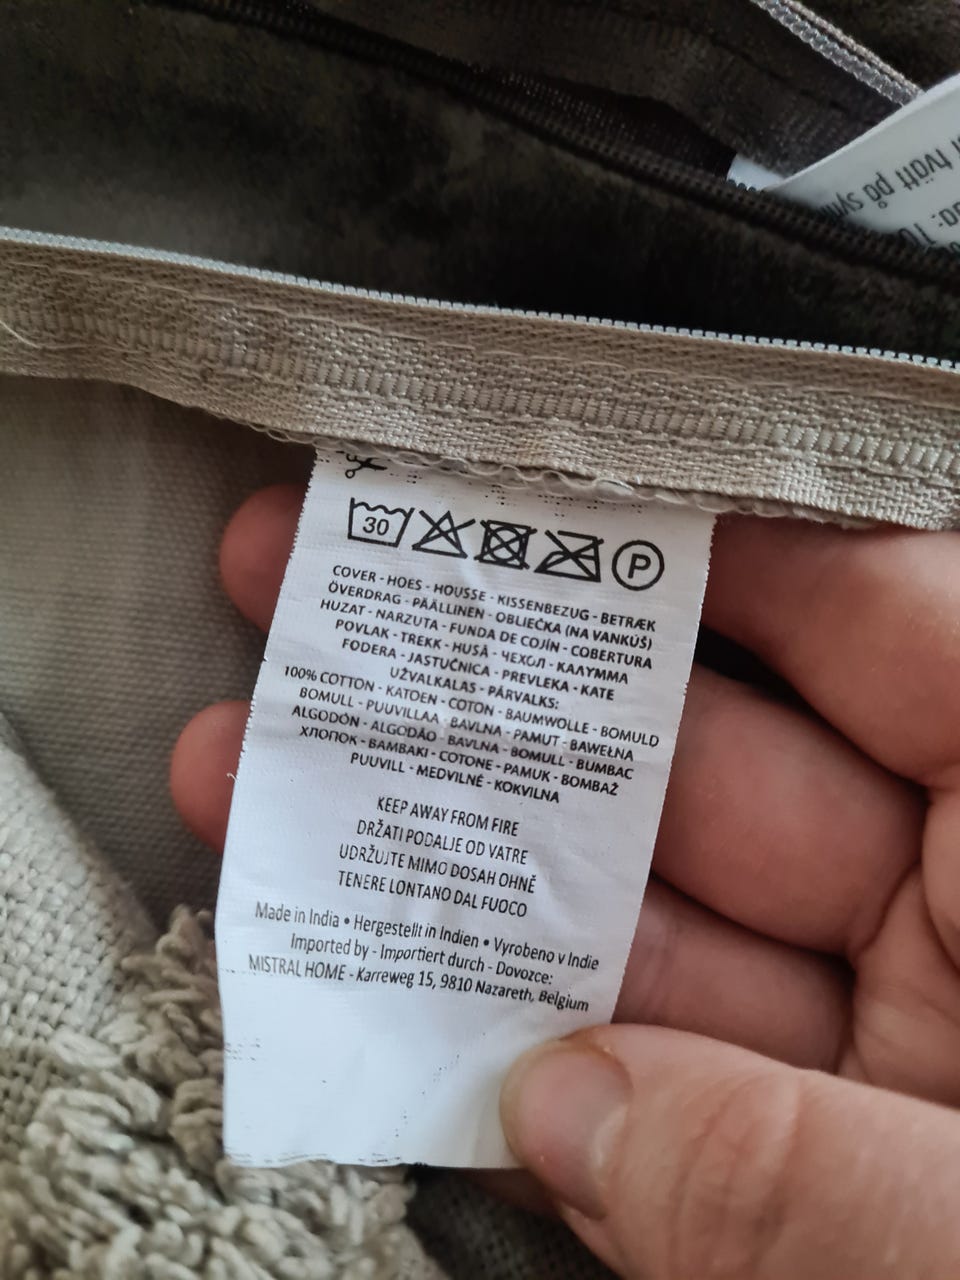 30 P
COVER - HOES - HOUSSE - KISSENBEZUG - BETRÆK
ÖVERDRAG - PÄÄLLINEN - OBLIEČKA (NA VANKÚŠ)
HUZAT - NARZUTA - FUNDA DE COJÍN - COBERTURA
POVLAK - TREKK - HUSĂ - ЧЕХОЛ - ΚΑΛΥΜΜΑ
FODERA - JASTUČNICA - PREVLEKA - KATE
UŽVALKALAS - PĀRVALKS:
100% COTTON - KATOEN - COTON - BAUMWOLLE - BOMULD
BOMULL - PUUVILLAA - BAVLNA - PAMUT - BAWEŁNA
ALGODÓN - ALGODÃO - BAVLNA - BOMULL - BUMBAC
ХЛОПОК - BAMBAKI - COTONE - PAMUK - BOMBAŽ
PUUVILL - MEDVILNĖ - KOKVILNA
KEEP AWAY FROM FIRE
DRŽATI PODALJE OD VATRE
UDRŽUJTE MIMO DOSAH OHNĚ
TENERE LONTANO DAL FUOCO
Made in India • Hergestellt in Indien • Vyrobeno v Indie
Imported by - Importiert durch - Dovozce:
MISTRAL HOME - Karreweg 15, 9810 Nazareth, Belgium
tvätt på